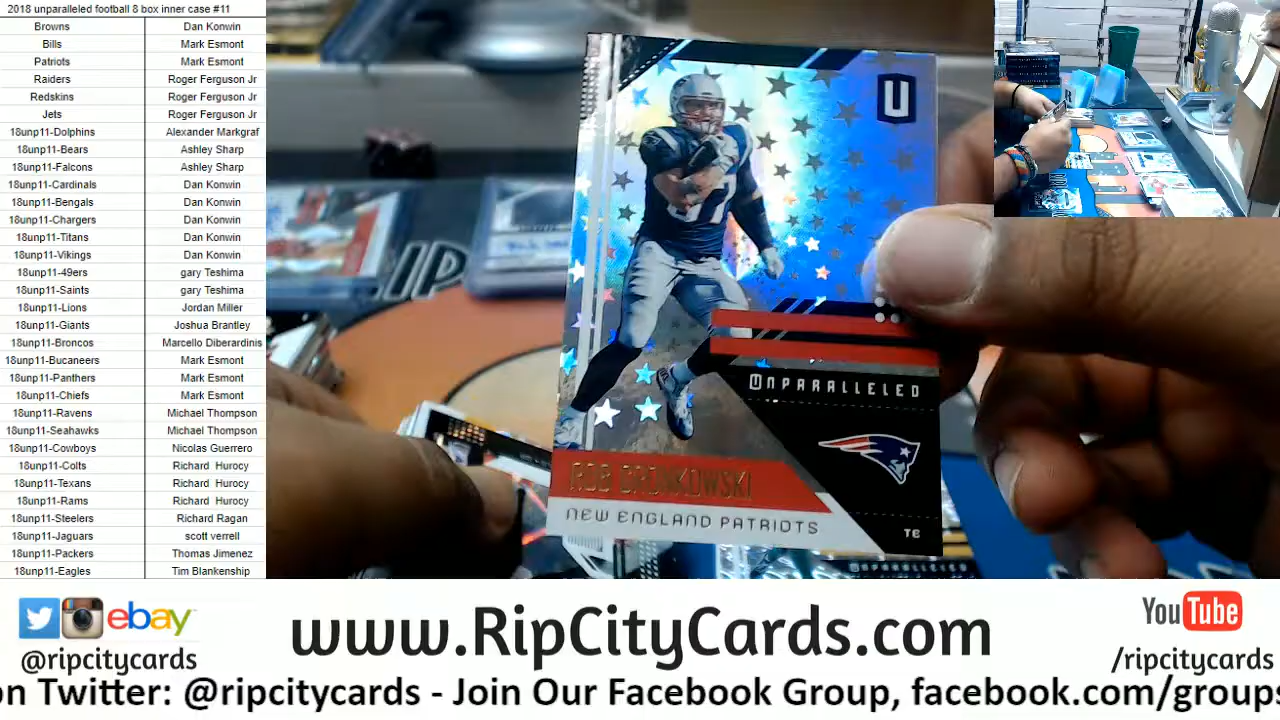 2018 unparalleled football 8 box inner case #11
Browns Dan Konwin
Bills Mark Esmont
Patriots Mark Esmont
Raiders Roger Ferguson Jr
Redskins Roger Ferguson Jr
Jets Roger Ferguson Jr
18unp11-Dolphins Alexander Markgraf
18unp11-Bears Ashley Sharp
18unp11-Falcons Ashley Sharp
18unp11-Cardinals Dan Konwin
18unp11-Bengals Dan Konwin
18unp11-Chargers Dan Konwin
18unp11-Titans Dan Konwin
18unp11-Vikings Dan Konwin
18unp11-49ers gary Teshima
18unp11-Saints gary Teshima
18unp11-Lions Jordan Miller
18unp11-Giants Joshua Brantley
18unp11-Broncos Marcello Diberardinis
18unp11-Bucaneers Mark Esmont
18unp11-Panthers Mark Esmont
18unp11-Chiefs Mark Esmont
18unp11-Ravens Michael Thompson
18unp11-Seahawks Michael Thompson
18unp11-Cowboys Nicolas Guerrero
18unp11-Colts Richard Hurocy
18unp11-Texans Richard Hurocy
18unp11-Rams Richard Hurocy
18unp11-Steelers Richard Ragan
18unp11-Jaguars scott verrell
18unp11-Packers Thomas Jimenez
18unp11-Eagles Tim Blankenship
U
UNPARALLELED
ROB GRONKOWSKI
NEW ENGLAND PATRIOTS
TE
UNPARALLELED
ebay
@ripcitycards
www.RipCityCards.com
YouTube
/ripcitycards
on Twitter: @ripcitycards - Join Our Facebook Group, facebook.com/groups